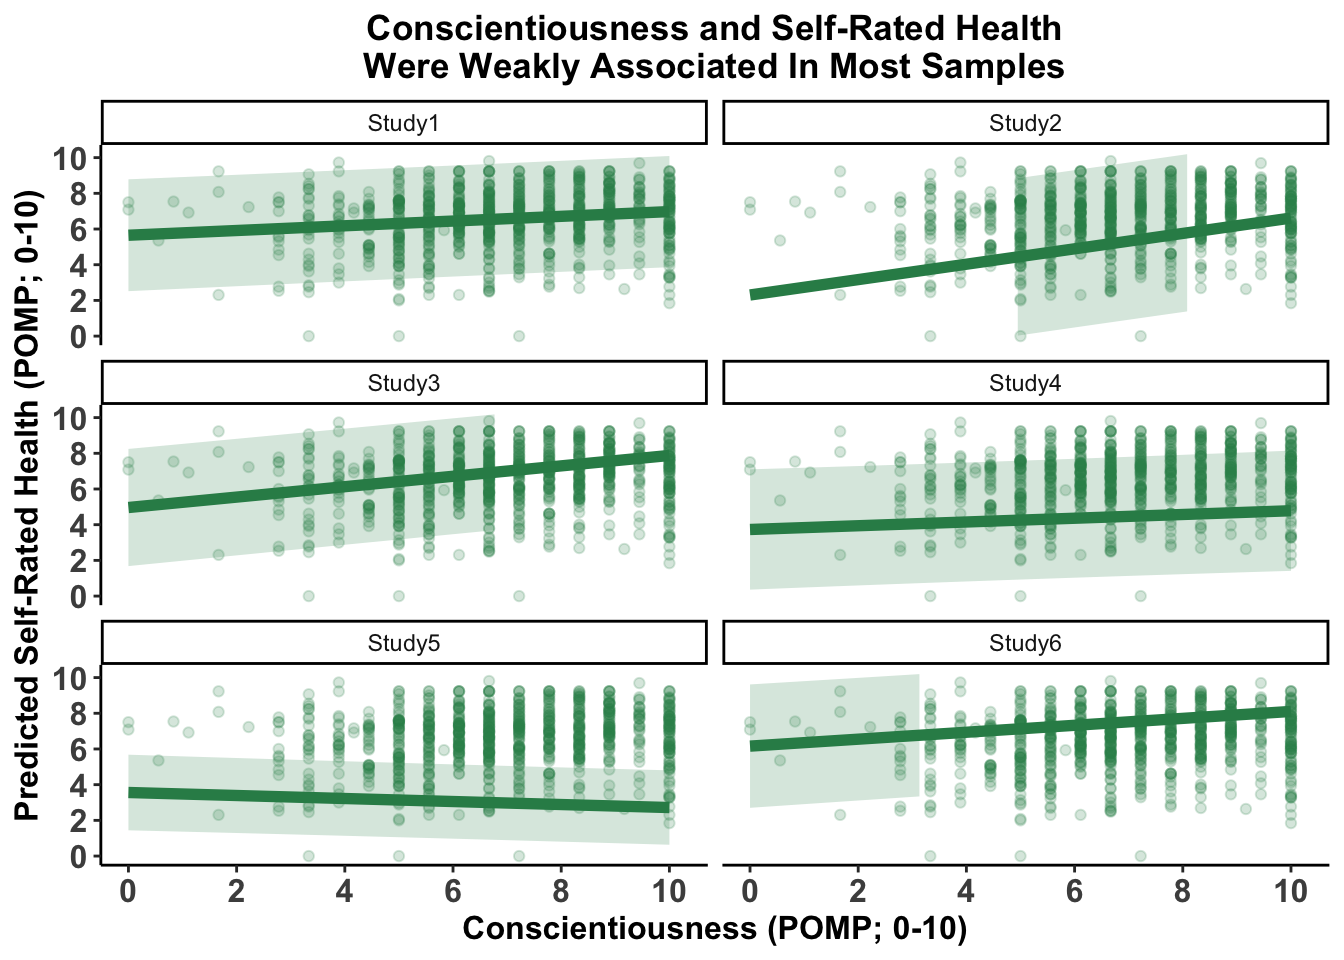 Conscientiousness and Self-Rated Health
Were Weakly Associated In Most Samples
Study1
Study2
10
8
6
4
2
0
Study3
Study4
10
8
6
4
2
0
Study5
Study6
10
8
6
4
2
0
0 2 4 6 8 10
0 2 4 6 8 10
Predicted Self-Rated Health (POMP; 0-10)
Conscientiousness (POMP; 0-10)